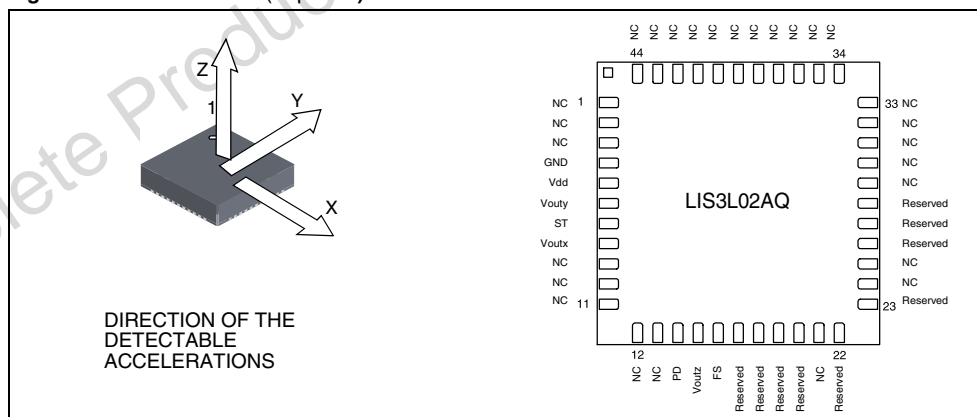 Z
Y
1
X
DIRECTION OF THE
DETECTABLE
ACCELERATIONS
NC NC NC NC NC NC NC NC NC NC NC
44 34
NC 1
NC
NC
GND
Vdd
Vouty
ST
Voutx
NC
NC
NC 11
LIS3L02AQ
33 NC
NC
NC
NC
NC
Reserved
Reserved
Reserved
NC
NC
23 Reserved
12 22
NC NC PD Voutz FS Reserved Reserved Reserved Reserved NC Reserved